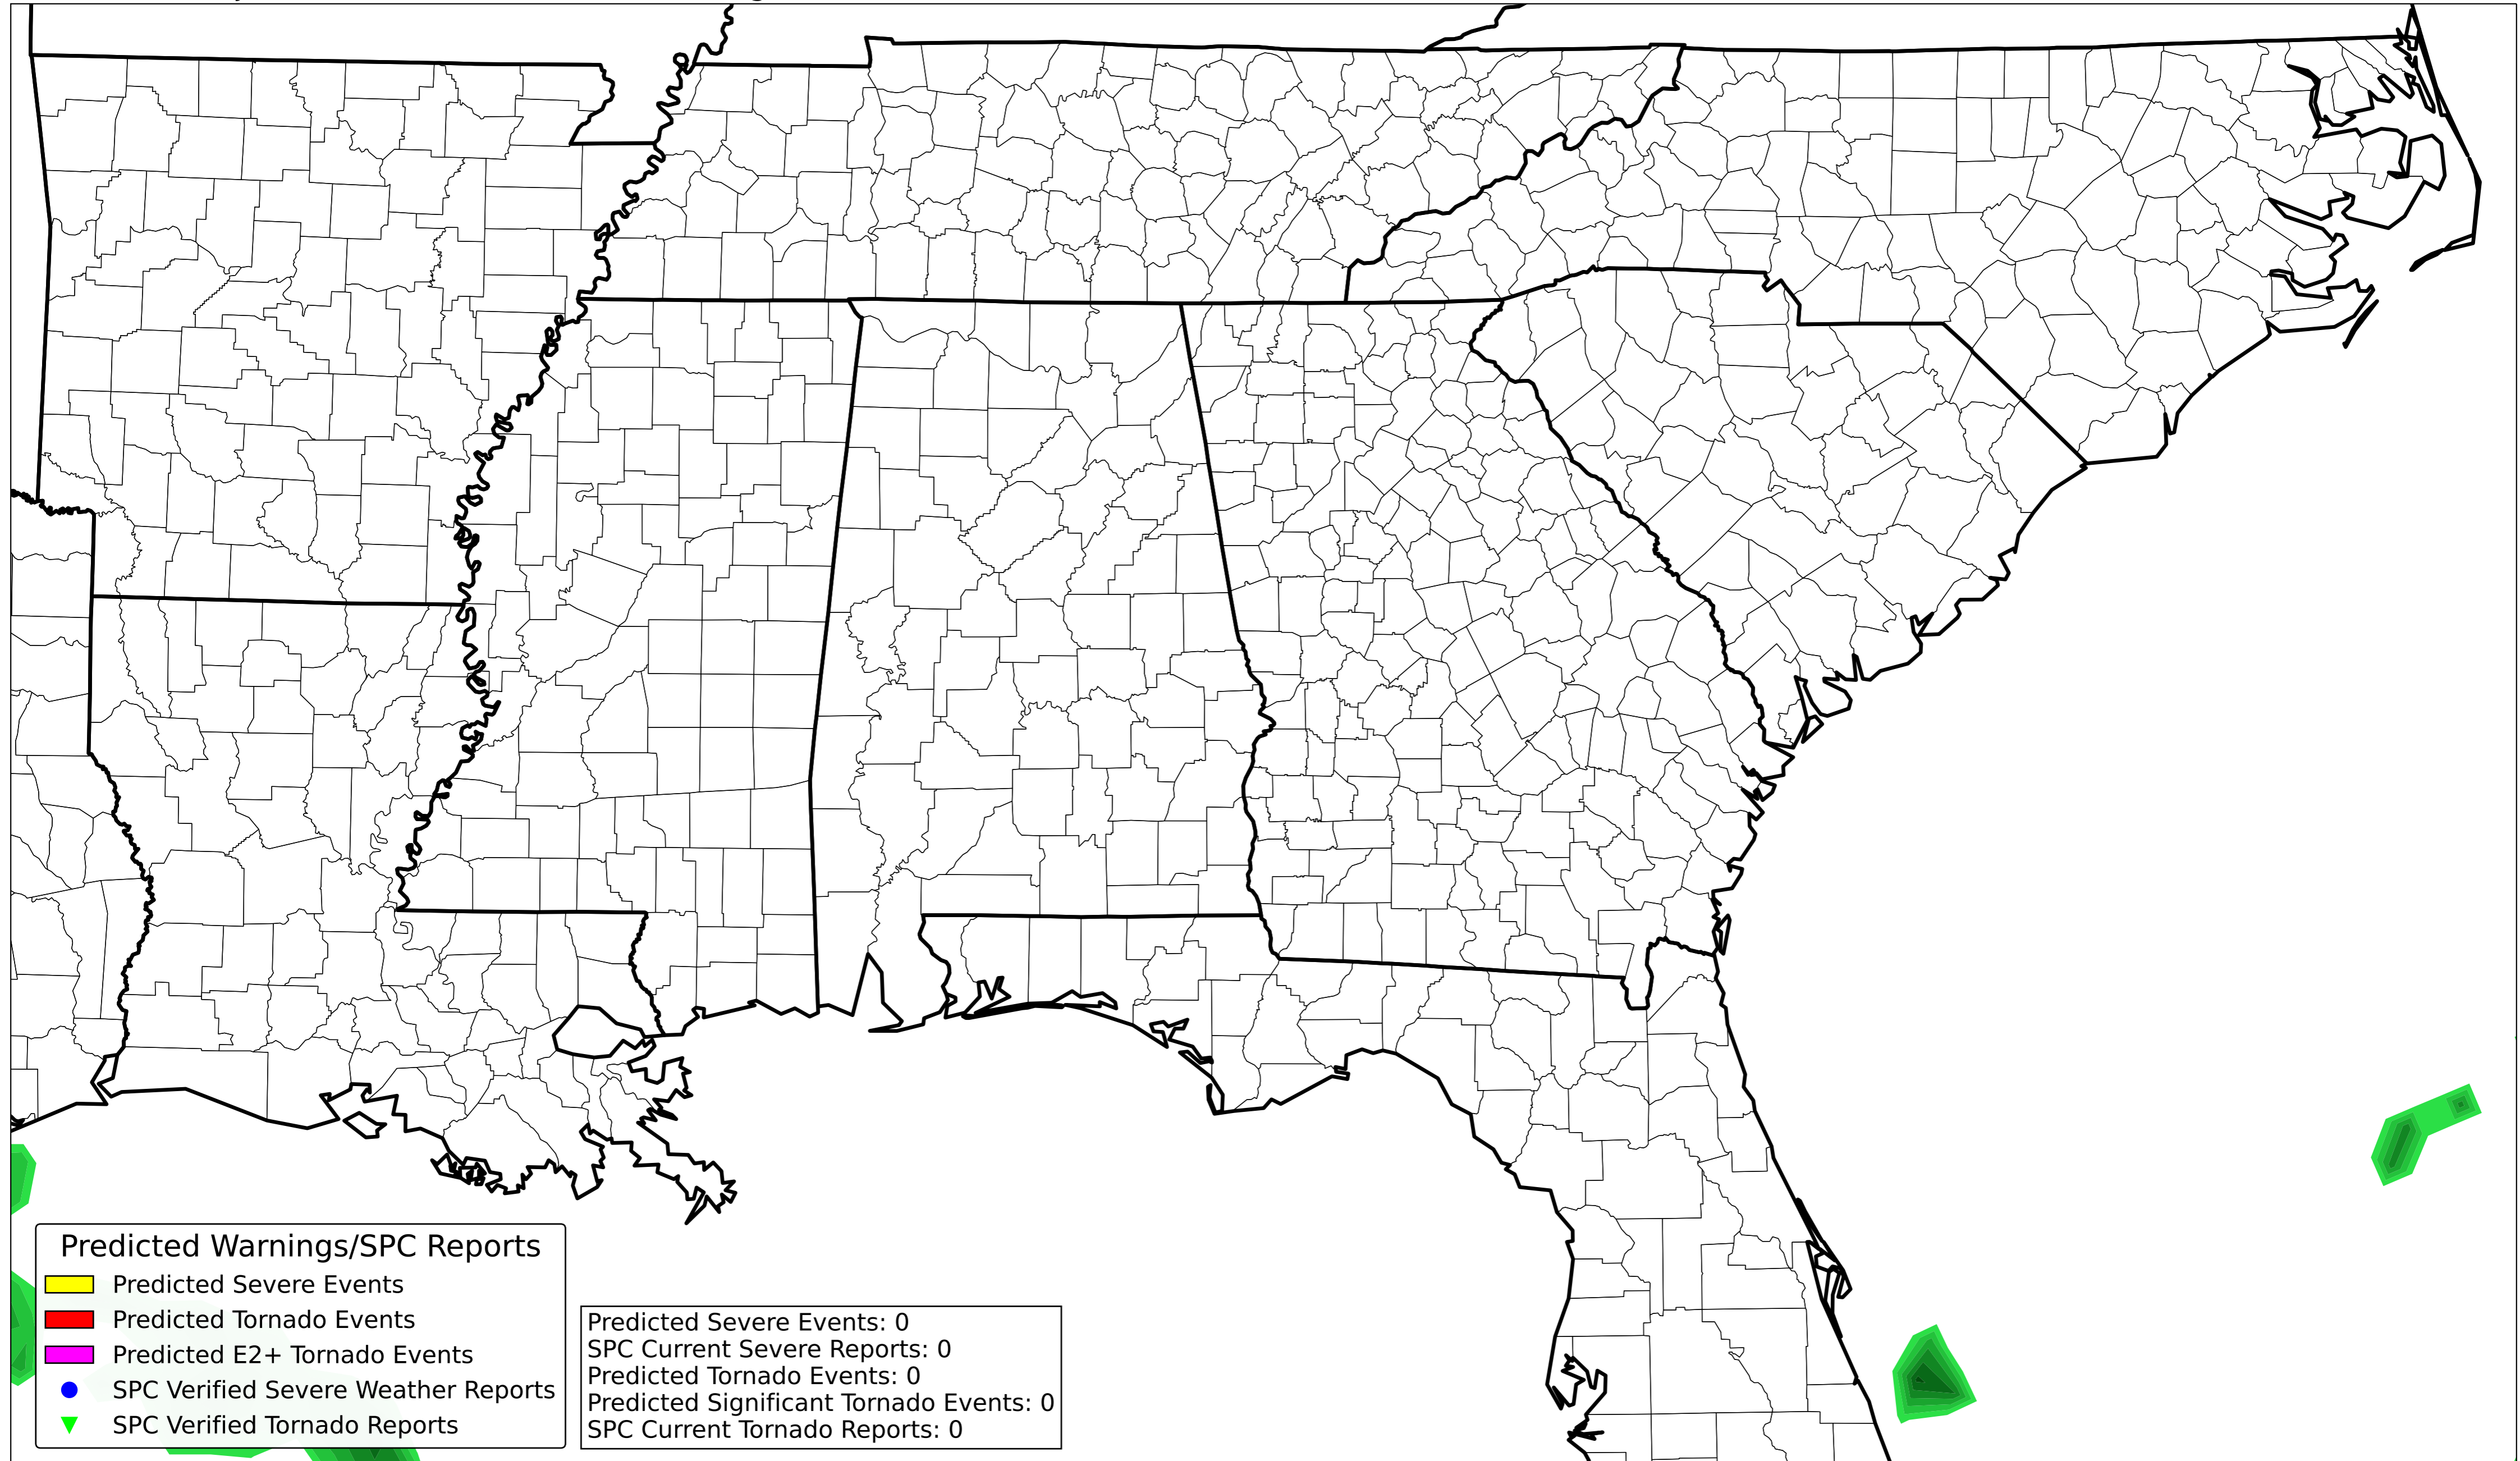 Predicted Warnings/SPC Reports
Predicted Severe Events
Predicted Tornado Events
Predicted E2+ Tornado Events
SPC Verified Severe Weather Reports
SPC Verified Tornado Reports
Predicted Severe Events: 0
SPC Current Severe Reports: 0
Predicted Tornado Events: 0
Predicted Significant Tornado Events: 0
SPC Current Tornado Reports: 0